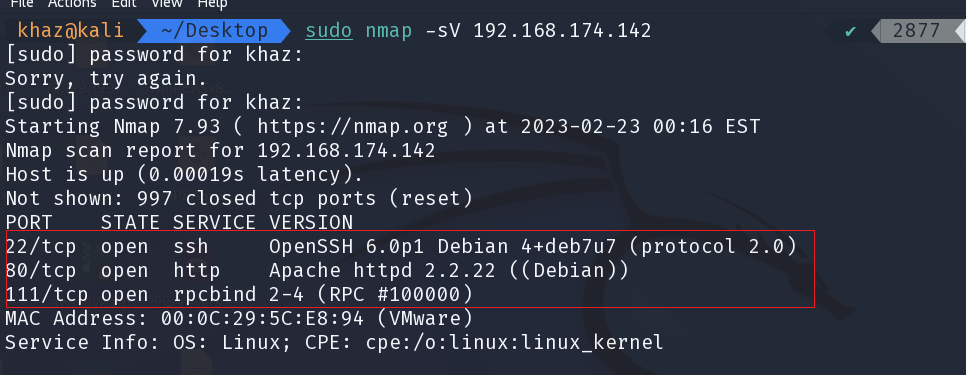 File Actions Edit View Help
khaz@kali ~/Desktop sudo nmap -sV 192.168.174.142 ✔ 2877
[sudo] password for khaz:
Sorry, try again.
[sudo] password for khaz:
Starting Nmap 7.93 ( https://nmap.org ) at 2023-02-23 00:16 EST
Nmap scan report for 192.168.174.142
Host is up (0.00019s latency).
Not shown: 997 closed tcp ports (reset)
PORT STATE SERVICE VERSION
22/tcp open ssh OpenSSH 6.0p1 Debian 4+deb7u7 (protocol 2.0)
80/tcp open http Apache httpd 2.2.22 ((Debian))
111/tcp open rpcbind 2-4 (RPC #100000)
MAC Address: 00:0C:29:5C:E8:94 (VMware)
Service Info: OS: Linux; CPE: cpe:/o:linux:linux_kernel